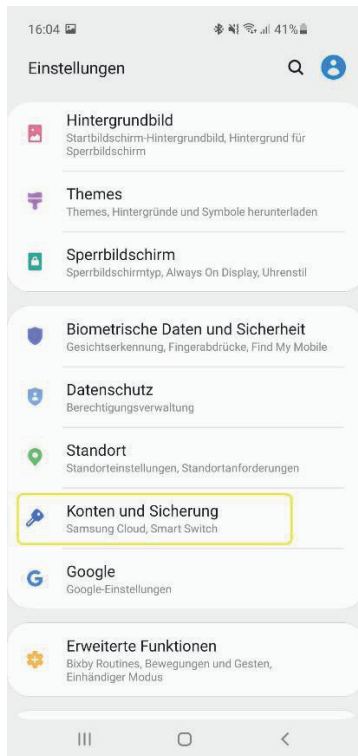 16:04 41%
Einstellungen
Hintergrundbild
Startbildschirm-Hintergrundbild, Hintergrund für
Sperrbildschirm
Themes
Themes, Hintergründe und Symbole herunterladen
Sperrbildschirm
Sperrbildschirmtyp, Always On Display, Uhrenstil
Biometrische Daten und Sicherheit
Gesichtserkennung, Fingerabdrücke, Find My Mobile
Datenschutz
Berechtigungsverwaltung
Standort
Standorteinstellungen, Standortanforderungen
Konten und Sicherung
Samsung Cloud, Smart Switch
Google
Google-Einstellungen
Erweiterte Funktionen
Bixby Routines, Bewegungen und Gesten,
Einhändiger Modus